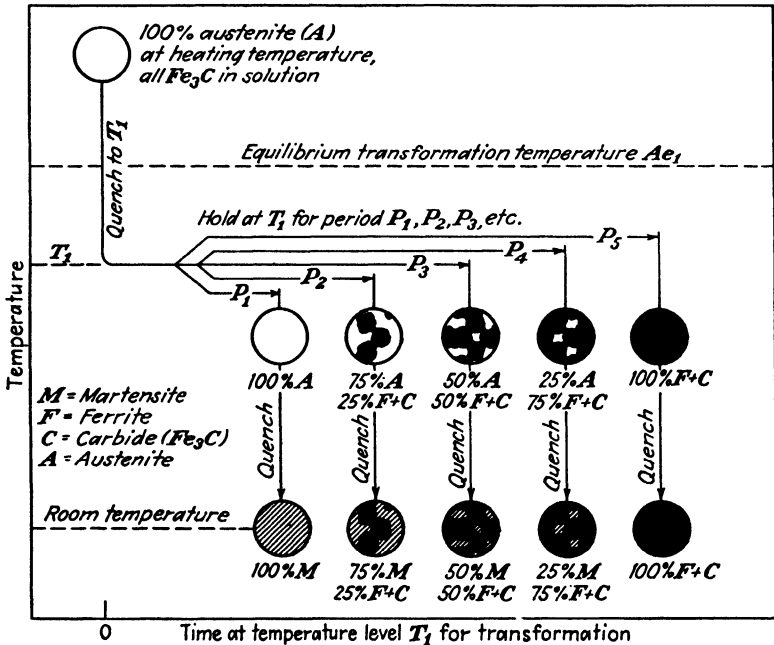 100% austenite (A)
at heating temperature,
all Fe₃C in solution
Quench to T₁
Equilibrium transformation temperature Ae₁
Hold at T₁ for period P₁, P₂, P₃, etc.
P₅
P₄
T₁
P₃
P₂
P₁
Temperature
100%A
75%A
25%F+C
50%A
50%F+C
25%A
75%F+C
100%F+C
M = Martensite
F = Ferrite
C = Carbide (Fe₃C)
A = Austenite
Quench
Quench
Quench
Quench
Quench
Room temperature
100%M
75%M
25%F+C
50%M
50%F+C
25%M
75%F+C
100%F+C
0
Time at temperature level T₁ for transformation